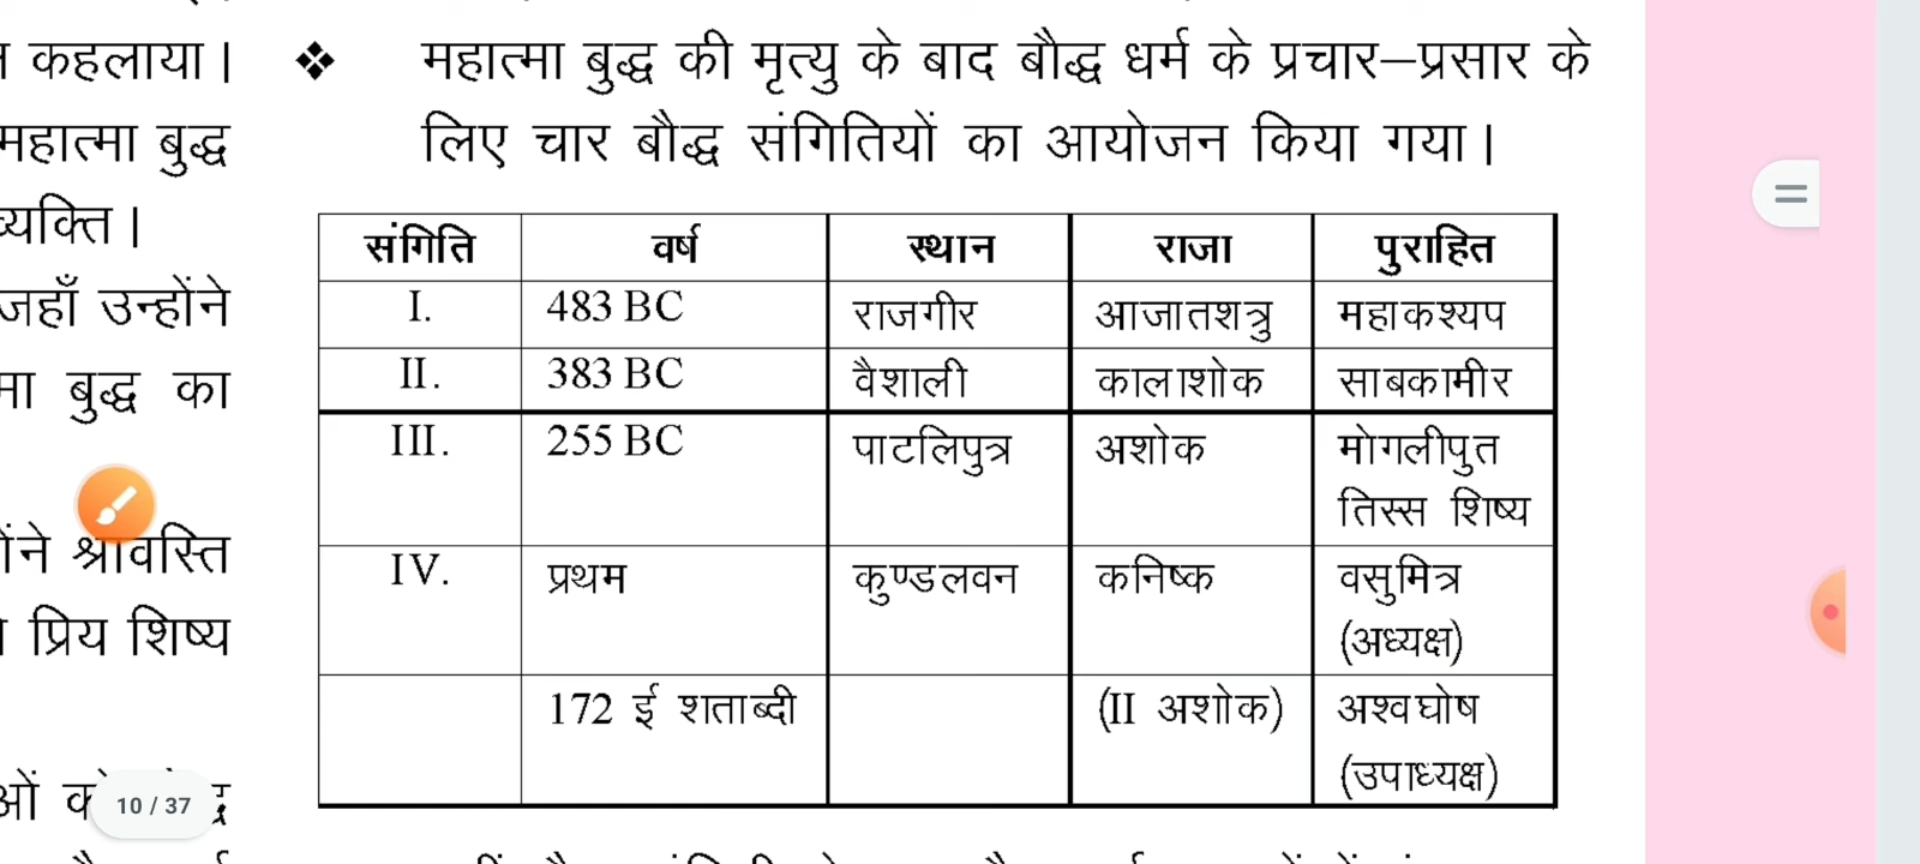 कहलाया।
महात्मा बुद्ध
व्यक्ति।
जहाँ उन्होंने
बुद्ध का
श्रावस्ति
प्रिय शिष्य
❖ महात्मा बुद्ध की मृत्यु के बाद बौद्ध धर्म के प्रचार–प्रसार के
लिए चार बौद्ध संगितियों का आयोजन किया गया।
संगिति वर्ष स्थान राजा पुराहित
I. 483 BC राजगीर आजातशत्रु महाकश्यप
II. 383 BC वैशाली कालाशोक साबकामीर
III. 255 BC पाटलिपुत्र अशोक मोगलीपुत
तिस्स शिष्य
IV. प्रथम कुण्डलवन कनिष्क वसुमित्र
(अध्यक्ष)
172 ई शताब्दी (II अशोक) अश्वघोष
(उपाध्यक्ष)
10 / 37